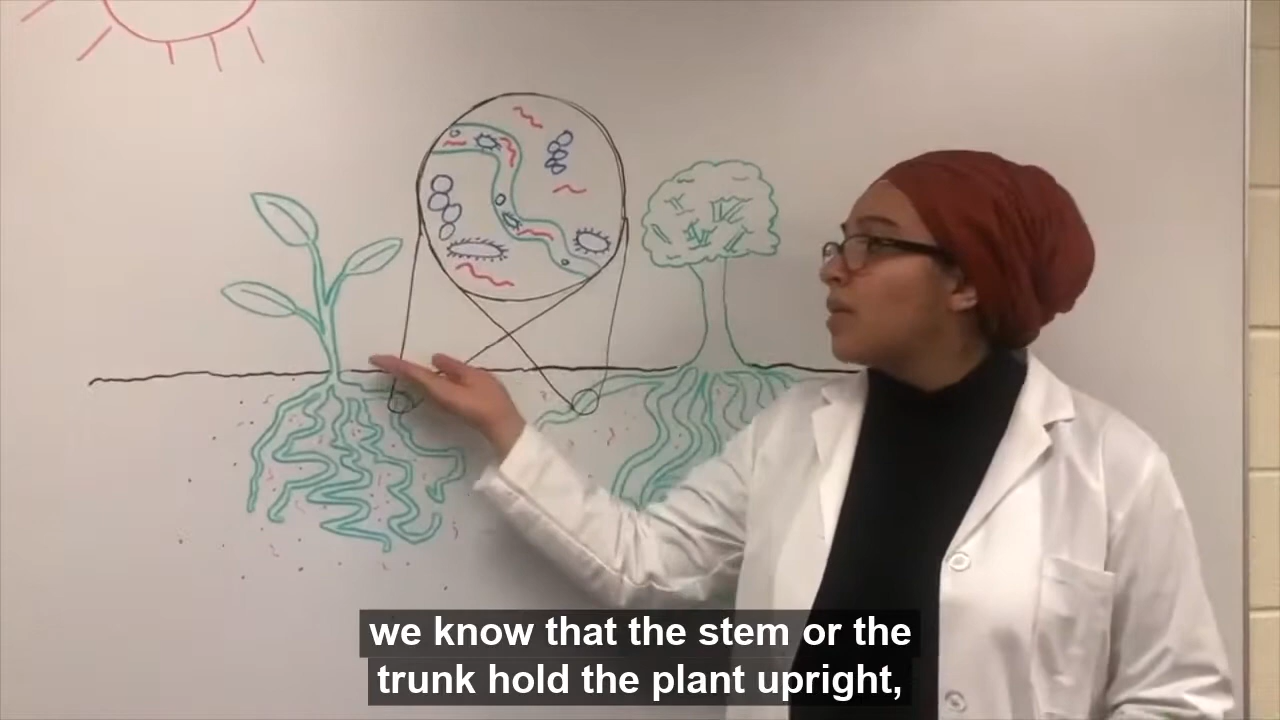 we know that the stem or the
trunk hold the plant upright,